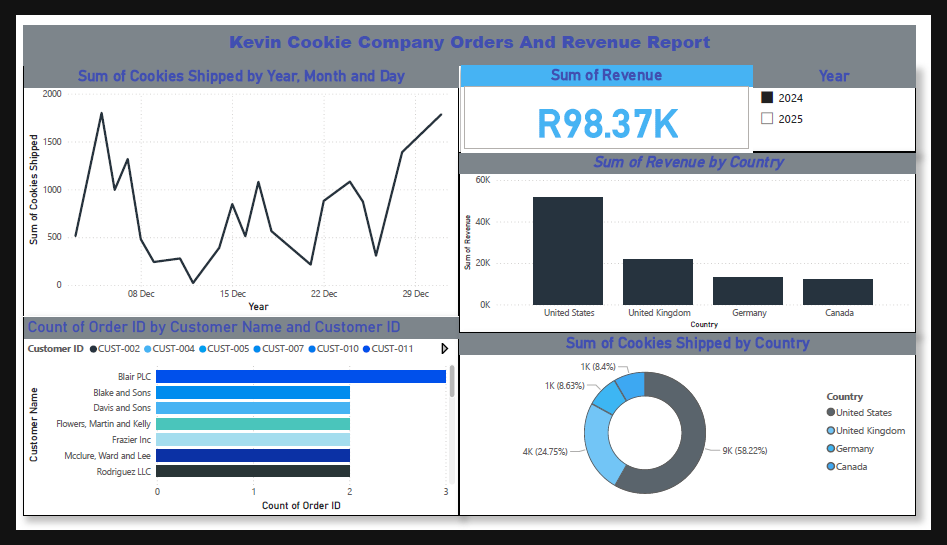 Kevin Cookie Company Orders And Revenue Report
Sum of Cookies Shipped by Year, Month and Day
Sum of Cookies Shipped
2000
1500
1000
500
0
08 Dec 15 Dec 22 Dec 29 Dec
Year
Sum of Revenue
R98.37K
Year
2024
2025
Sum of Revenue by Country
Sum of Revenue
60K
40K
20K
0K
United States United Kingdom Germany Canada
Country
Count of Order ID by Customer Name and Customer ID
Customer ID CUST-002 CUST-004 CUST-005 CUST-007 CUST-010 CUST-011
Customer Name
Blair PLC
Blake and Sons
Davis and Sons
Flowers, Martin and Kelly
Frazier Inc
Mcclure, Ward and Lee
Rodriguez LLC
0 1 2 3
Count of Order ID
Sum of Cookies Shipped by Country
1K (8.4%)
1K (8.63%)
4K (24.75%)
9K (58.22%)
Country
United States
United Kingdom
Germany
Canada